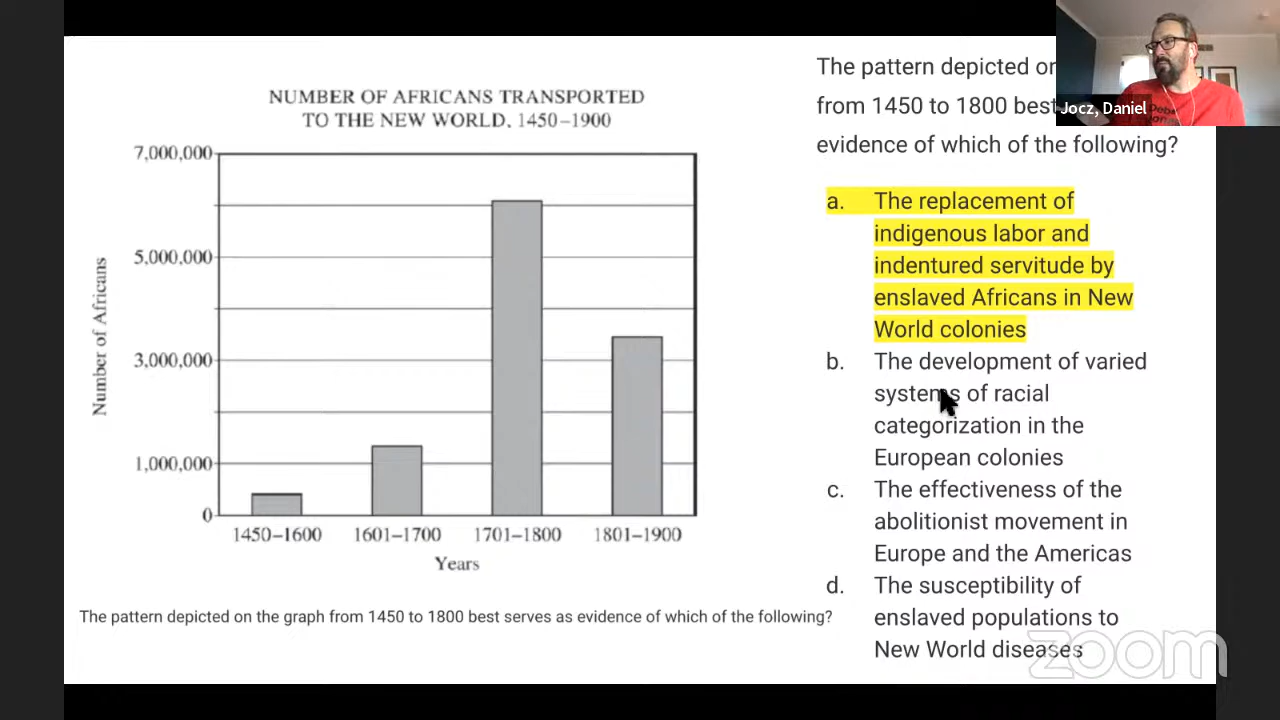 NUMBER OF AFRICANS TRANSPORTED
TO THE NEW WORLD, 1450–1900
7,000,000
5,000,000
3,000,000
1,000,000
0
Number of Africans
1450–1600 1601–1700 1701–1800 1801–1900
Years
The pattern depicted on the graph from 1450 to 1800 best serves as evidence of which of the following?
The pattern depicted
from 1450 to 1800 best
evidence of which of the following?
a. The replacement of
indigenous labor and
indentured servitude by
enslaved Africans in New
World colonies
b. The development of varied
systems of racial
categorization in the
European colonies
c. The effectiveness of the
abolitionist movement in
Europe and the Americas
d. The susceptibility of
enslaved populations to
New World diseases
Jocz, Daniel
zoom